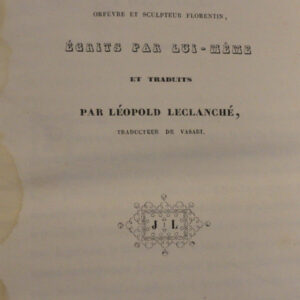 ORFÈVRE ET SCULPTEUR FLORENTIN,
ÉCRITS PAR LUI-MÊME
ET TRADUITS
PAR LÉOPOLD LECLANCHÉ,
TRADUCTEUR DE VASARI.
J L